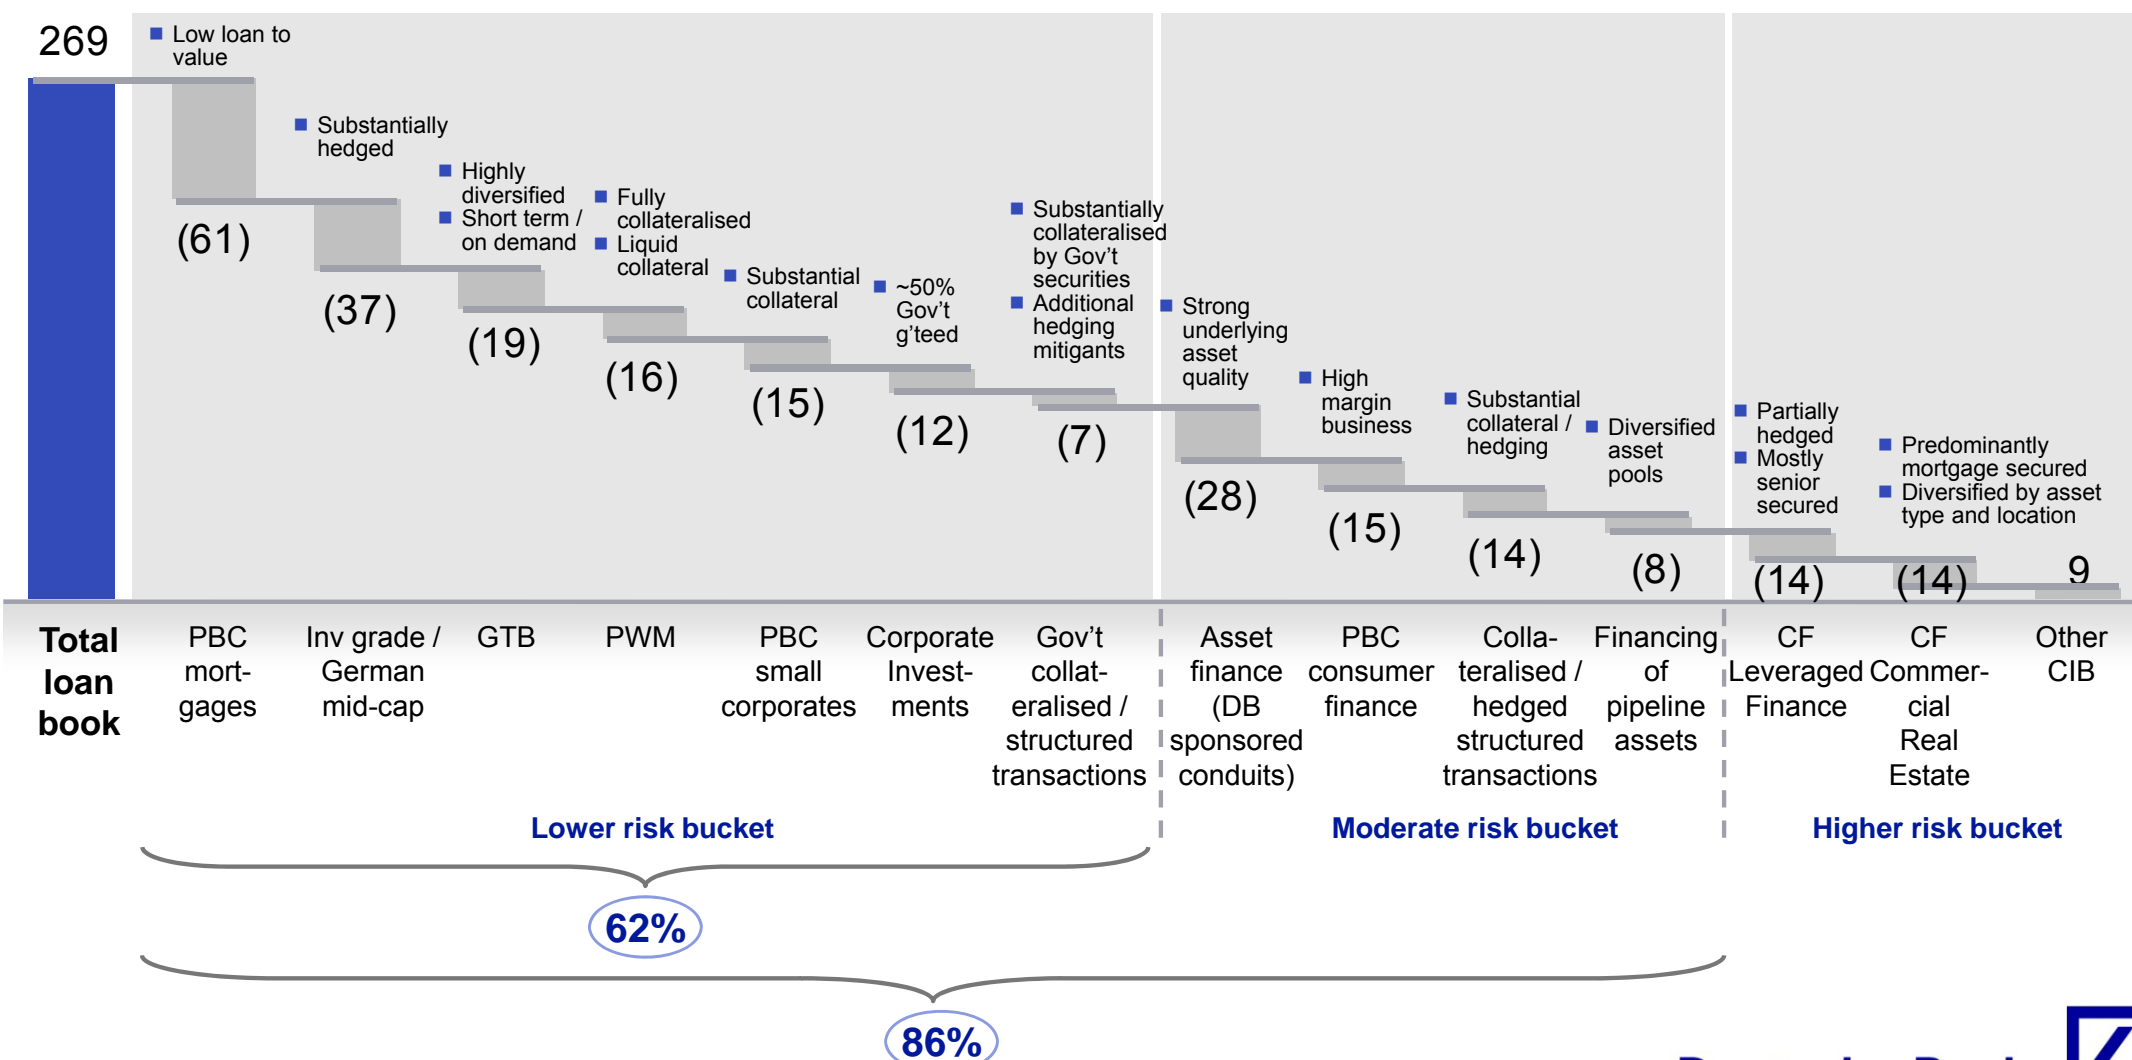 269
Low loan to
value
(61)
Substantially
hedged
(37)
Highly
diversified
Short term /
on demand
(19)
Fully
collateralised
Liquid
collateral
(16)
Substantial
collateral
(15)
~50%
Gov't
g'teed
(12)
Substantially
collateralised
by Gov't
securities
Additional
hedging
mitigants
(7)
Strong
underlying
asset
quality
(28)
High
margin
business
(15)
Substantial
collateral /
hedging
(14)
Diversified
asset
pools
(8)
Partially
hedged
Mostly
senior
secured
(14)
Predominantly
mortgage secured
Diversified by asset
type and location
(14)
9
Total
loan
book
PBC
mort-
gages
Inv grade /
German
mid-cap
GTB
PWM
PBC
small
corporates
Corporate
Invest-
ments
Gov't
collat-
eralised /
structured
transactions
Asset
finance
(DB
sponsored
conduits)
PBC
consumer
finance
Colla-
teralised /
hedged
structured
transactions
Financing
of
pipeline
assets
CF
Leveraged
Finance
CF
Commer-
cial
Real
Estate
Other
CIB
Lower risk bucket
Moderate risk bucket
Higher risk bucket
62%
86%